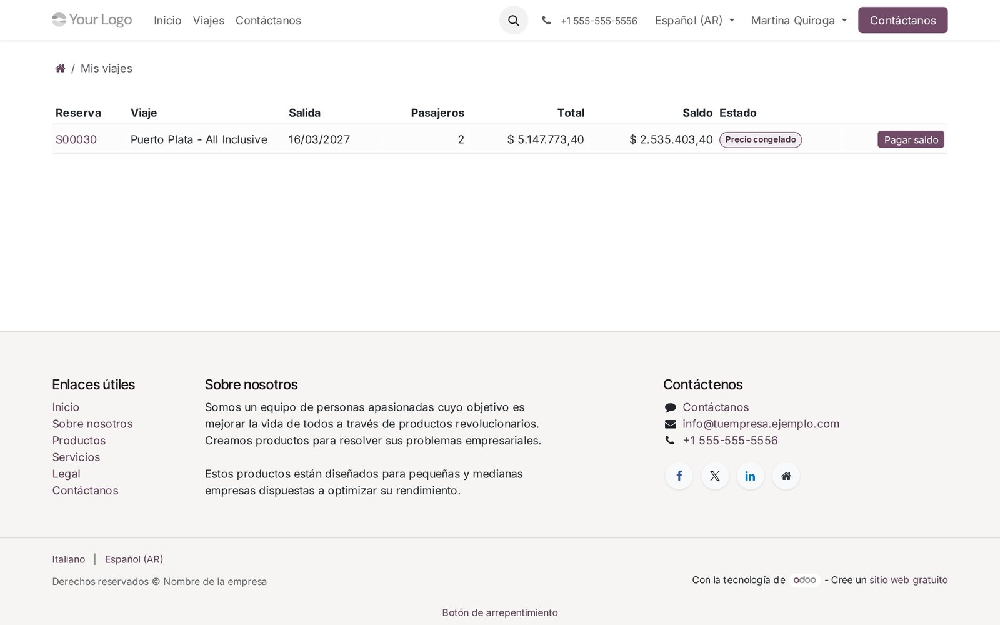 Your Logo
Inicio Viajes Contáctanos
+1 555-555-5556 Español (AR) Martina Quiroga Contáctanos
/ Mis viajes
Reserva Viaje Salida Pasajeros Total Saldo Estado
S00030 Puerto Plata - All Inclusive 16/03/2027 2 $ 5.147.773,40 $ 2.535.403,40 Precio congelado Pagar saldo
Enlaces útiles
Inicio
Sobre nosotros
Productos
Servicios
Legal
Contáctanos
Sobre nosotros
Somos un equipo de personas apasionadas cuyo objetivo es
mejorar la vida de todos a través de productos revolucionarios.
Creamos productos para resolver sus problemas empresariales.
Estos productos están diseñados para pequeñas y medianas
empresas dispuestas a optimizar su rendimiento.
Contáctenos
Contáctanos
info@tuempresa.ejemplo.com
+1 555-555-5556
Italiano | Español (AR)
Derechos reservados © Nombre de la empresa
Con la tecnología de odoo - Cree un sitio web gratuito
Botón de arrepentimiento